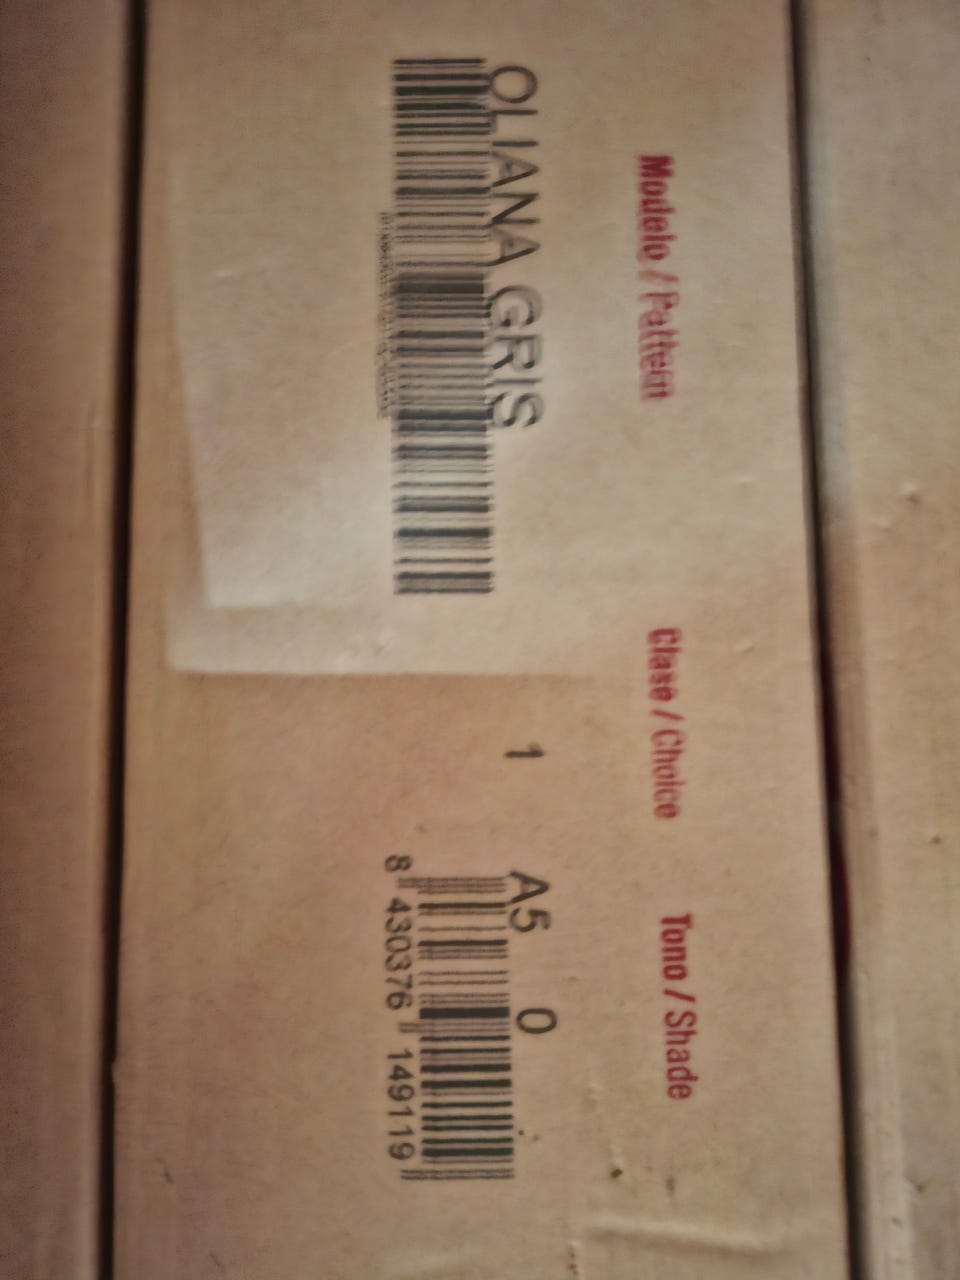 Modelo / Pattern Clase / Choice Tono / Shade
OLIANA GRIS 1 A5 0
8 430376 149119